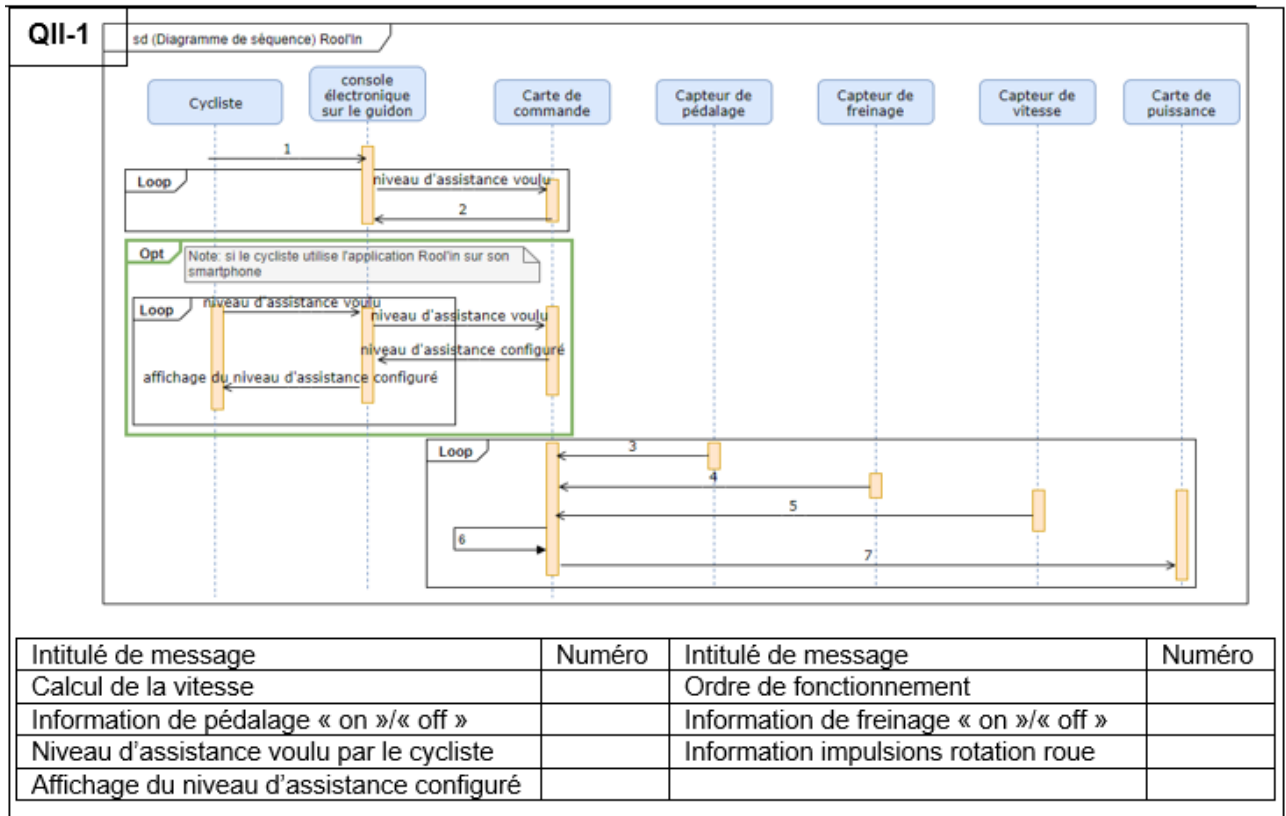 QII-1
sd (Diagramme de séquence) Rool'In
Cycliste
console
électronique
sur le guidon
Carte de
commande
Capteur de
pédalage
Capteur de
freinage
Capteur de
vitesse
Carte de
puissance
1
Loop
niveau d'assistance voulu
2
Opt
Note: si le cycliste utilise l'application Rool'in sur son
smartphone
Loop
niveau d'assistance voulu
niveau d'assistance voulu
niveau d'assistance configuré
affichage du niveau d'assistance configuré
Loop
3
4
5
6
7
Intitulé de message Numéro Intitulé de message Numéro
Calcul de la vitesse Ordre de fonctionnement
Information de pédalage « on »/« off » Information de freinage « on »/« off »
Niveau d'assistance voulu par le cycliste Information impulsions rotation roue
Affichage du niveau d'assistance configuré